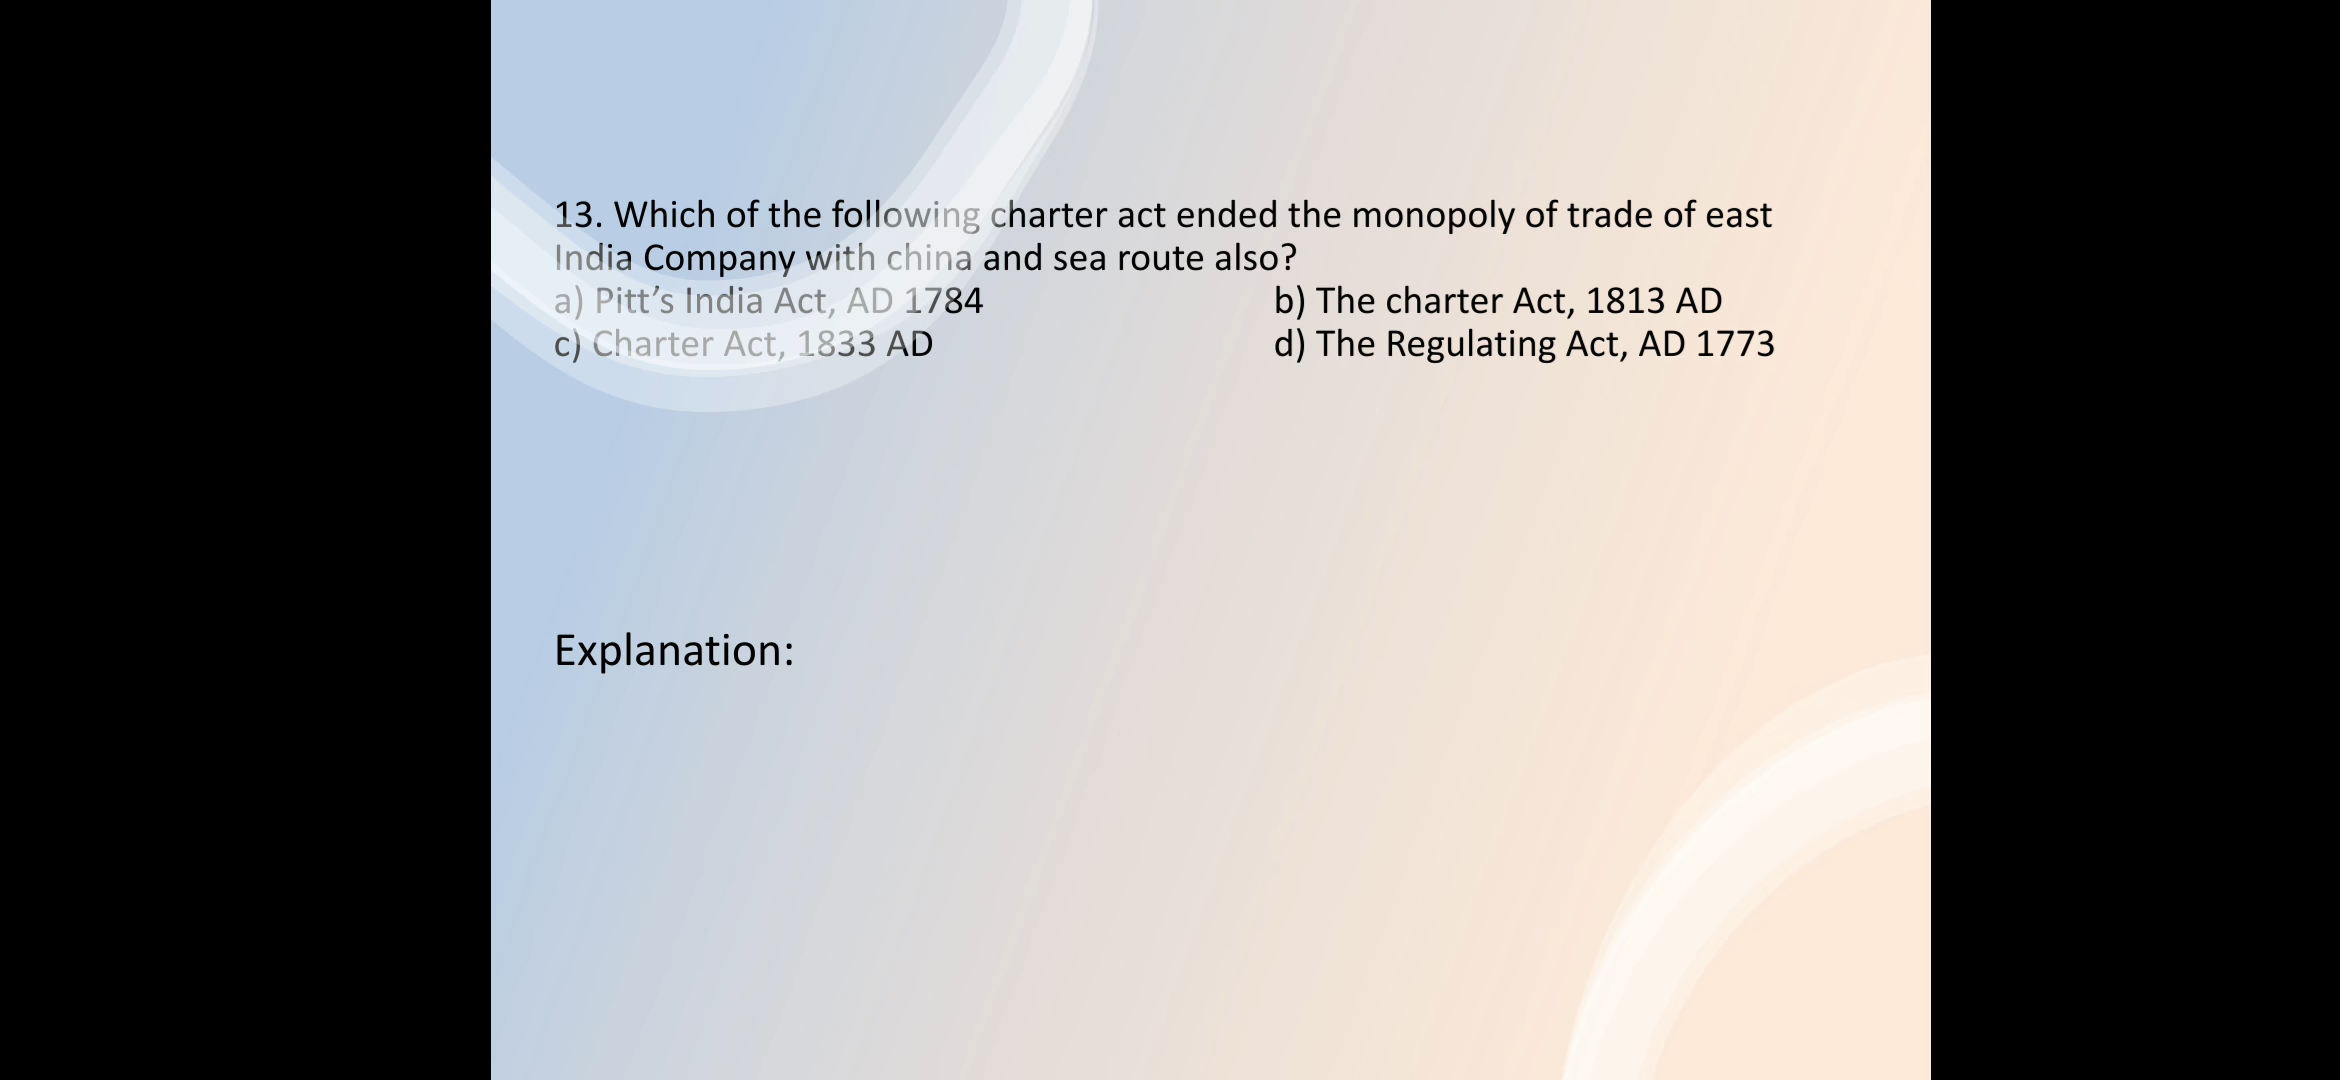 13. Which of the following charter act ended the monopoly of trade of east
India Company with china and sea route also?
a) Pitt’s India Act, AD 1784 b) The charter Act, 1813 AD
c) Charter Act, 1833 AD d) The Regulating Act, AD 1773
Explanation: